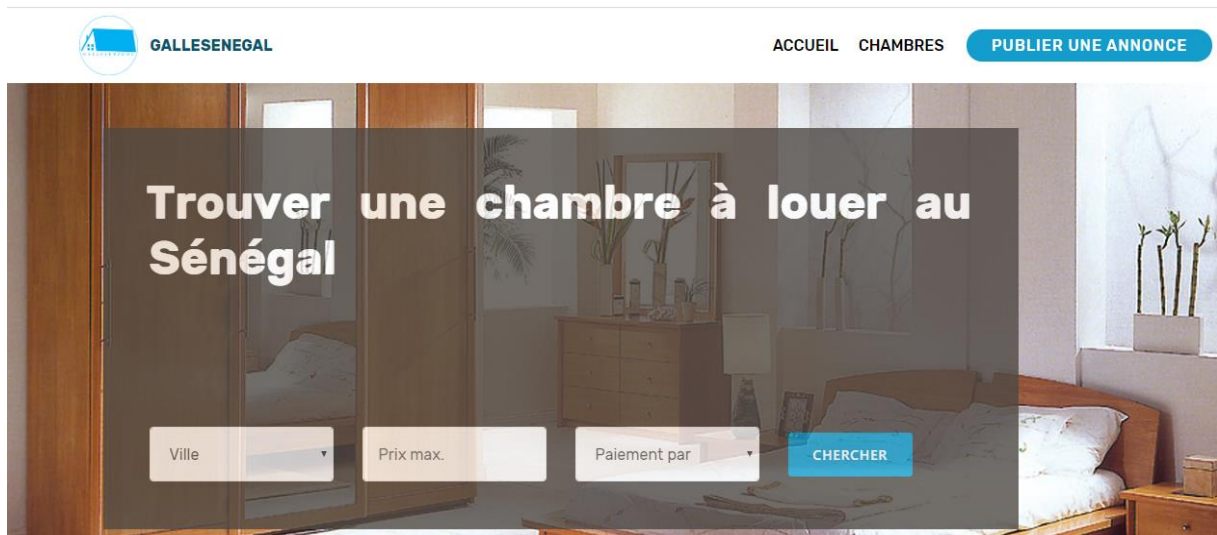 GALLESENEGAL
ACCUEIL CHAMBRES PUBLIER UNE ANNONCE
Trouver une chambre à louer au
Sénégal
Ville
Prix max.
Paiement par
CHERCHER